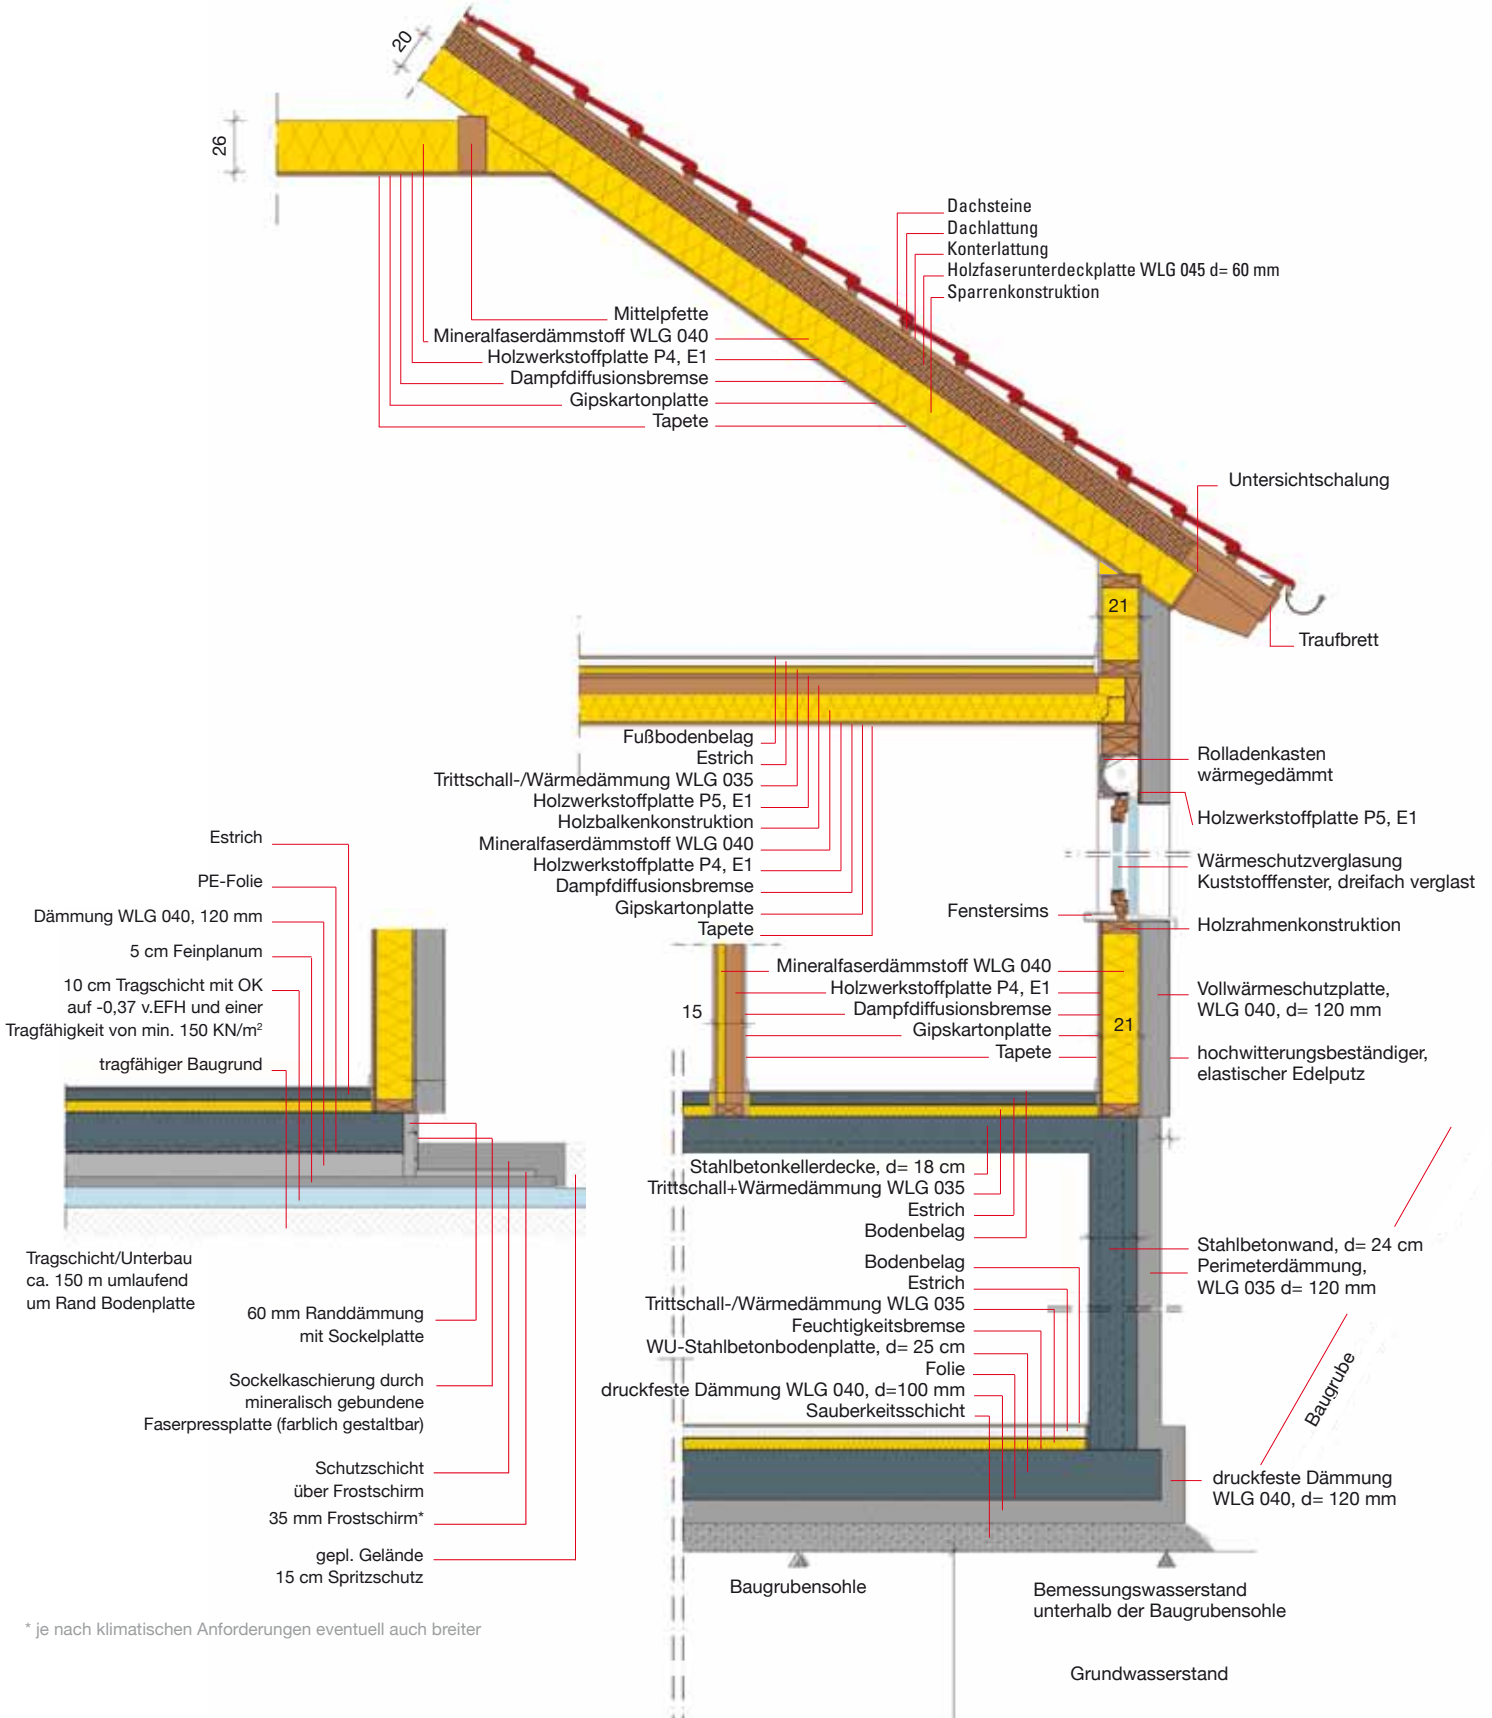 20
26
Dachsteine
Dachlattung
Konterlattung
Holzfaserunterdeckplatte WLG 045 d= 60 mm
Sparrenkonstruktion
Mittelpfette
Mineralfaserdämmstoff WLG 040
Holzwerkstoffplatte P4, E1
Dampfdiffusionsbremse
Gipskartonplatte
Tapete
Untersichtschalung
21
Traufbrett
Fußbodenbelag
Estrich
Trittschall-/Wärmedämmung WLG 035
Holzwerkstoffplatte P5, E1
Holzbalkenkonstruktion
Mineralfaserdämmstoff WLG 040
Holzwerkstoffplatte P4, E1
Dampfdiffusionsbremse
Gipskartonplatte
Tapete
Rolladenkasten
wärmegedämmt
Holzwerkstoffplatte P5, E1
Wärmeschutzverglasung
Kuststofffenster, dreifach verglast
Fenstersims
Holzrahmenkonstruktion
Mineralfaserdämmstoff WLG 040
Holzwerkstoffplatte P4, E1
Dampfdiffusionsbremse
Gipskartonplatte
Tapete
15
21
Vollwärmeschutzplatte,
WLG 040, d= 120 mm
hochwitterungsbeständiger,
elastischer Edelputz
Estrich
PE-Folie
Dämmung WLG 040, 120 mm
5 cm Feinplanum
10 cm Tragschicht mit OK
auf -0,37 v.EFH und einer
Tragfähigkeit von min. 150 KN/m²
tragfähiger Baugrund
Tragschicht/Unterbau
ca. 150 m umlaufend
um Rand Bodenplatte
60 mm Randdämmung
mit Sockelplatte
Sockelkaschierung durch
mineralisch gebundene
Faserpressplatte (farblich gestaltbar)
Schutzschicht
über Frostschirm
35 mm Frostschirm*
gepl. Gelände
15 cm Spritzschutz
* je nach klimatischen Anforderungen eventuell auch breiter
Stahlbetonkellerdecke, d= 18 cm
Trittschall+Wärmedämmung WLG 035
Estrich
Bodenbelag
Bodenbelag
Estrich
Trittschall-/Wärmedämmung WLG 035
Feuchtigkeitsbremse
WU-Stahlbetonbodenplatte, d= 25 cm
Folie
druckfeste Dämmung WLG 040, d=100 mm
Sauberkeitsschicht
Stahlbetonwand, d= 24 cm
Perimeterdämmung,
WLG 035 d= 120 mm
Baugrube
druckfeste Dämmung
WLG 040, d= 120 mm
Baugrubensohle
Bemessungswasserstand
unterhalb der Baugrubensohle
Grundwasserstand